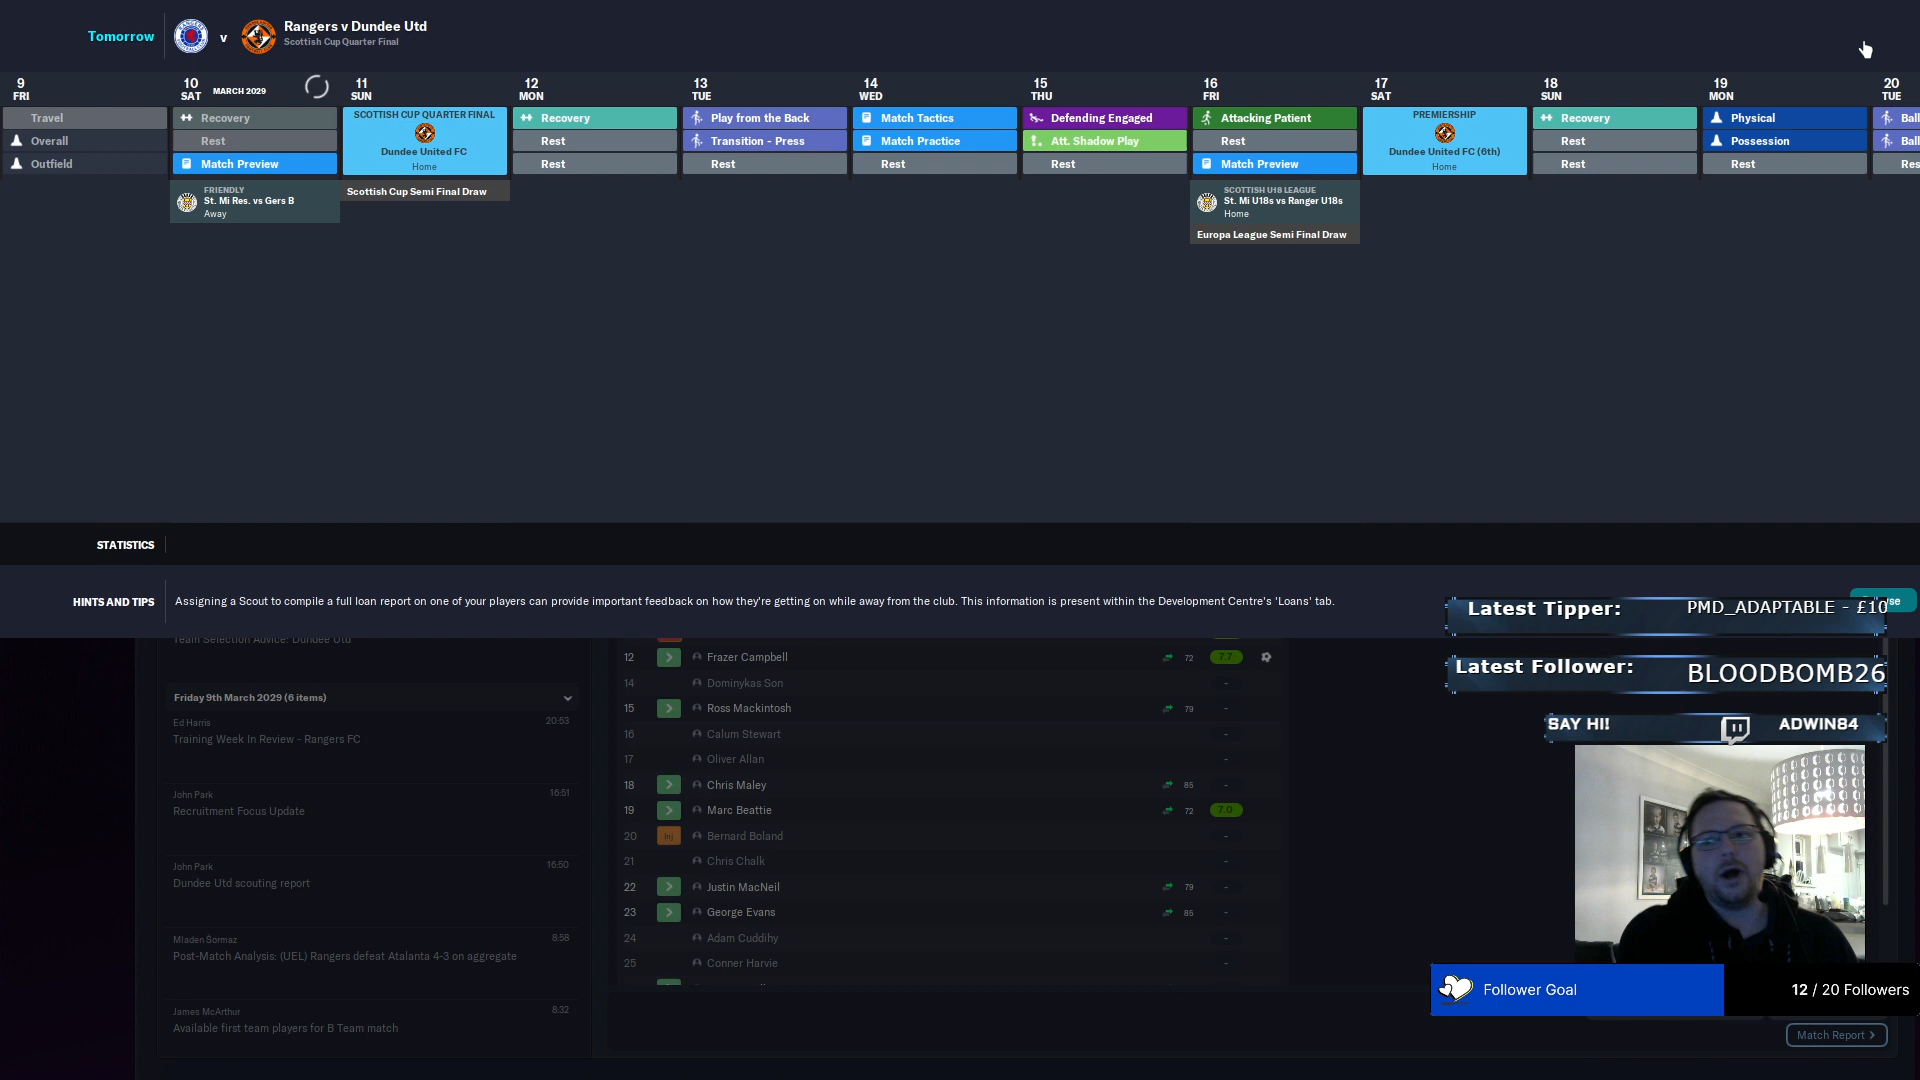 Tomorrow
v
Rangers v Dundee Utd
Scottish Cup Quarter Final
9 FRI
10 SAT MARCH 2029
11 SUN
12 MON
13 TUE
14 WED
15 THU
16 FRI
17 SAT
18 SUN
19 MON
20 TUE
Travel
Overall
Outfield
Recovery
Rest
Match Preview
FRIENDLY
St. Mi Res. vs Gers B
Away
SCOTTISH CUP QUARTER FINAL
Dundee United FC
Home
Scottish Cup Semi Final Draw
Recovery
Rest
Rest
Play from the Back
Transition - Press
Rest
Match Tactics
Match Practice
Rest
Defending Engaged
Att. Shadow Play
Rest
Attacking Patient
Rest
Match Preview
SCOTTISH U18 LEAGUE
St. Mi U18s vs Ranger U18s
Home
Europa League Semi Final Draw
PREMIERSHIP
Dundee United FC (6th)
Home
Recovery
Rest
Rest
Physical
Possession
Rest
Ball
Ball
Res
STATISTICS
HINTS AND TIPS
Assigning a Scout to compile a full loan report on one of your players can provide important feedback on how they're getting on while away from the club. This information is present within the Development Centre's 'Loans' tab.
Team Selection Advice: Dundee Utd
Friday 9th March 2029 (6 items)
Ed Harris 20:53
Training Week In Review - Rangers FC
John Park 16:51
Recruitment Focus Update
John Park 16:50
Dundee Utd scouting report
Mladen Šormaz 8:58
Post-Match Analysis: (UEL) Rangers defeat Atalanta 4-3 on aggregate
James McArthur 8:32
Available first team players for B Team match
12 Frazer Campbell 72 7.7
14 Dominykas Son -
15 Ross Mackintosh 79 -
16 Calum Stewart -
17 Oliver Allan -
18 Chris Maley 85 -
19 Marc Beattie 72 7.0
20 Inj Bernard Boland -
21 Chris Chalk -
22 Justin MacNeil 79 -
23 George Evans 85 -
24 Adam Cuddihy -
25 Conner Harvie -
Latest Tipper: PMD_ADAPTABLE - £10
Latest Follower: BLOODBOMB26
SAY HI! ADWIN84
Follower Goal 12 / 20 Followers
Match Report